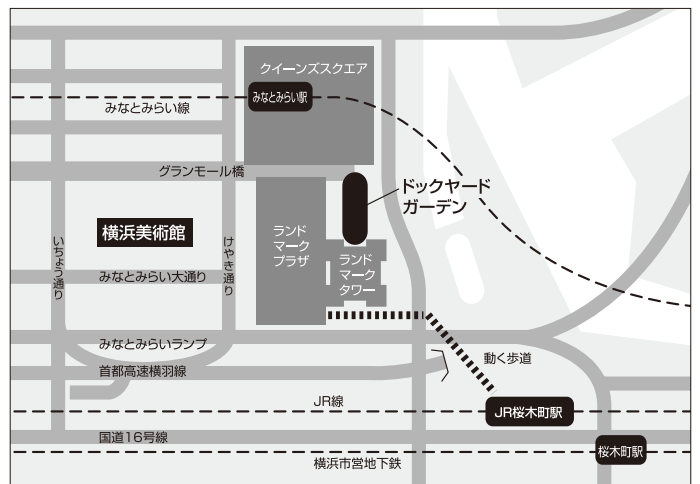 クイーンズスクエア
みなとみらい駅
みなとみらい線
グランモール橋
ドックヤード
ガーデン
横浜美術館
ランド
マーク
プラザ
いちょう通り
けやき通り
ランド
マーク
タワー
みなとみらい大通り
みなとみらいランプ
動く歩道
首都高速横羽線
JR線
JR桜木町駅
国道16号線
桜木町駅
横浜市営地下鉄